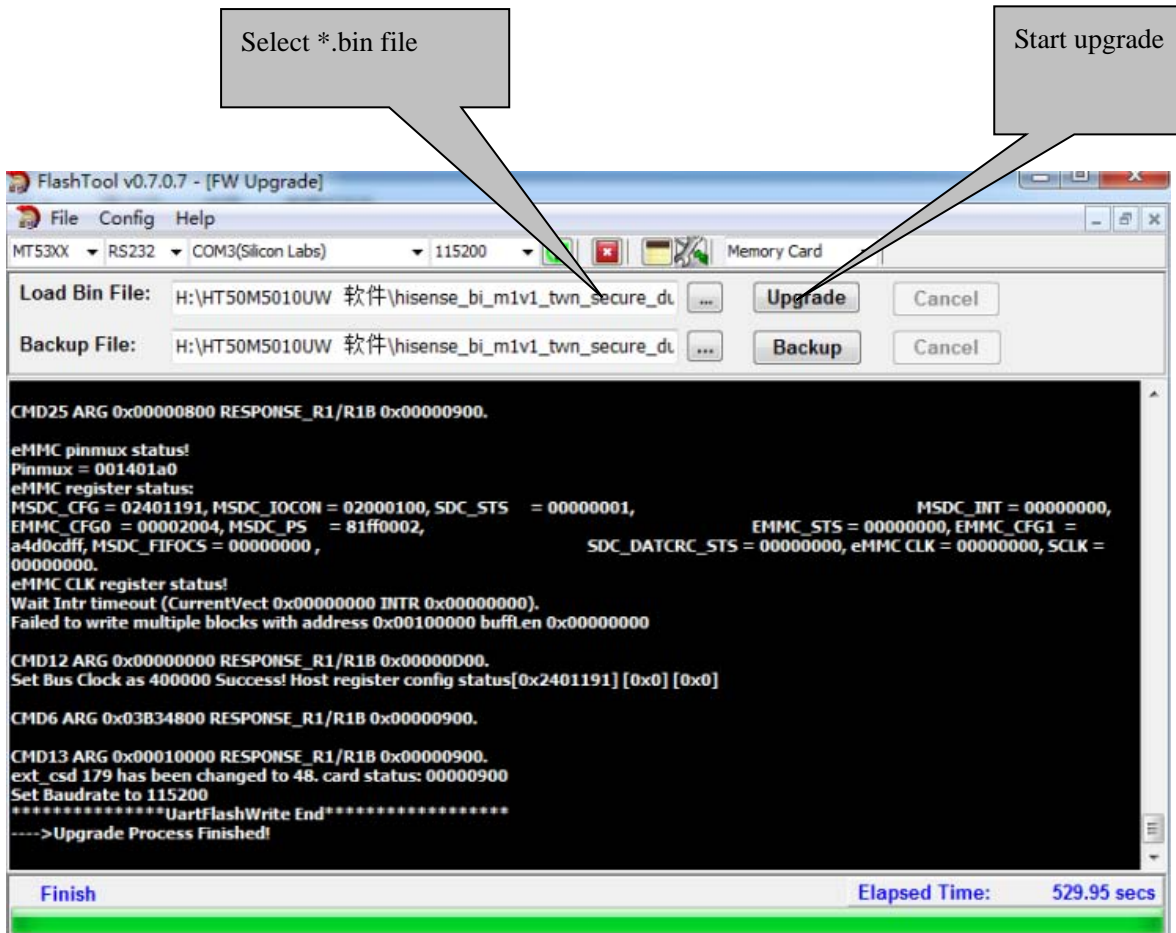 Select *.bin file
Start upgrade
FlashTool v0.7.0.7 - [FW Upgrade]
File Config Help
MT53XX RS232 COM3(Silicon Labs) 115200 Memory Card
Load Bin File: H:\HT50M5010UW 软件\hisense_bi_m1v1_twn_secure_du ... Upgrade Cancel
Backup File: H:\HT50M5010UW 软件\hisense_bi_m1v1_twn_secure_du ... Backup Cancel
CMD25 ARG 0x00000800 RESPONSE_R1/R1B 0x00000900.
eMMC pinmux status!
Pinmux = 001401a0
eMMC register status:
MSDC_CFG = 02401191, MSDC_IOCON = 02000100, SDC_STS = 00000001, MSDC_INT = 00000000,
EMMC_CFG0 = 00002004, MSDC_PS = 81ff0002, EMMC_STS = 00000000, EMMC_CFG1 =
a4d0cdff, MSDC_FIFOCS = 00000000 , SDC_DATCRC_STS = 00000000, eMMC CLK = 00000000, SCLK =
00000000.
eMMC CLK register status!
Wait Intr timeout (CurrentVect 0x00000000 INTR 0x00000000).
Failed to write multiple blocks with address 0x00100000 buffLen 0x00000000
CMD12 ARG 0x00000000 RESPONSE_R1/R1B 0x00000D00.
Set Bus Clock as 400000 Success! Host register config status[0x2401191] [0x0] [0x0]
CMD6 ARG 0x03B34800 RESPONSE_R1/R1B 0x00000900.
CMD13 ARG 0x00010000 RESPONSE_R1/R1B 0x00000900.
ext_csd 179 has been changed to 48. card status: 00000900
Set Baudrate to 115200
***************UartFlashWrite End******************
---->Upgrade Process Finished!
Finish Elapsed Time: 529.95 secs